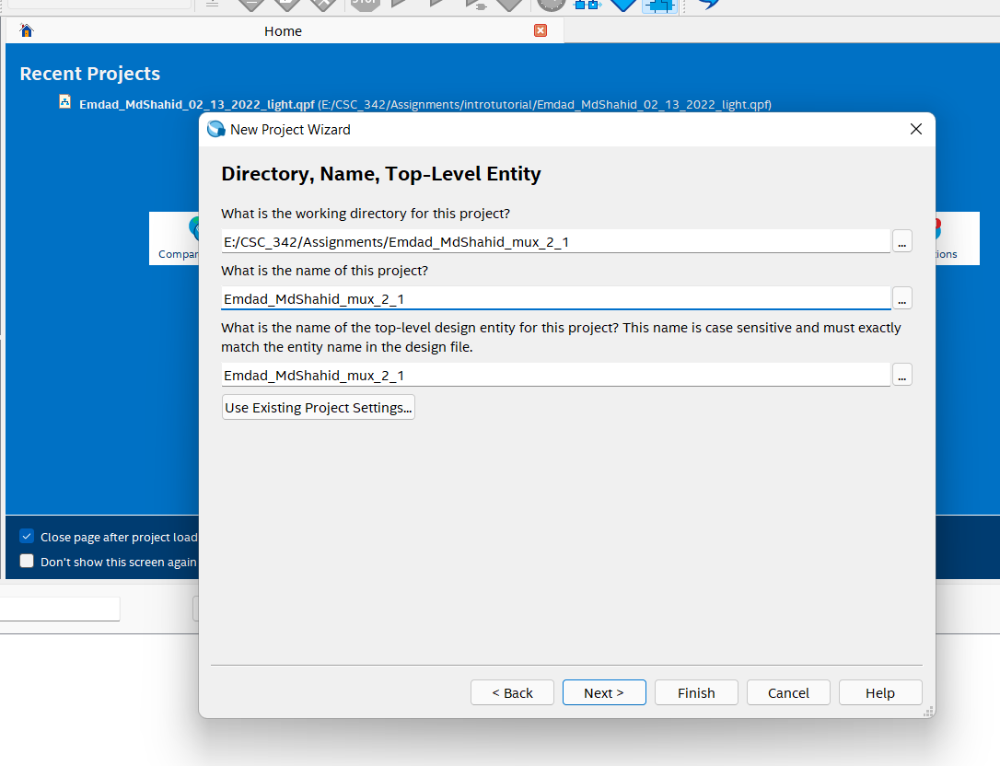 STOP
Home
Recent Projects
Emdad_MdShahid_02_13_2022_light.qpf (E:/CSC_342/Assignments/introtutorial/Emdad_MdShahid_02_13_2022_light.qpf)
New Project Wizard
Directory, Name, Top-Level Entity
What is the working directory for this project?
E:/CSC_342/Assignments/Emdad_MdShahid_mux_2_1
...
Compar
ions
What is the name of this project?
Emdad_MdShahid_mux_2_1
...
What is the name of the top-level design entity for this project? This name is case sensitive and must exactly
match the entity name in the design file.
Emdad_MdShahid_mux_2_1
...
Use Existing Project Settings...
Close page after project load
Don't show this screen again
< Back
Next >
Finish
Cancel
Help